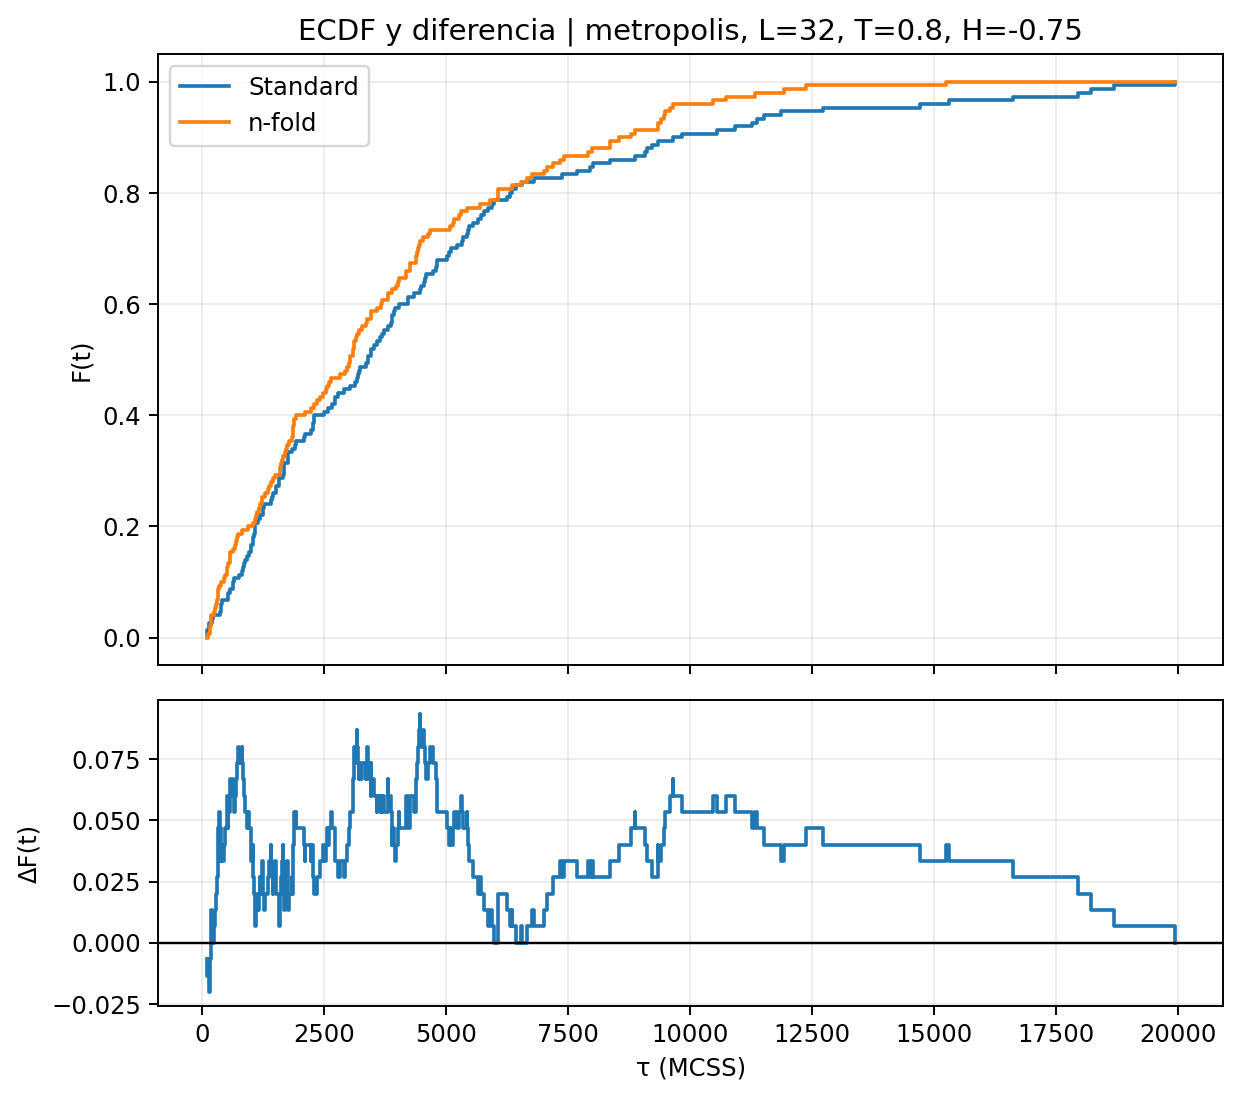 ECDF y diferencia | metropolis, L=32, T=0.8, H=-0.75
Standard
n-fold
F(t)
1.0
0.8
0.6
0.4
0.2
0.0
ΔF(t)
0.075
0.050
0.025
0.000
−0.025
0 2500 5000 7500 10000 12500 15000 17500 20000
τ (MCSS)